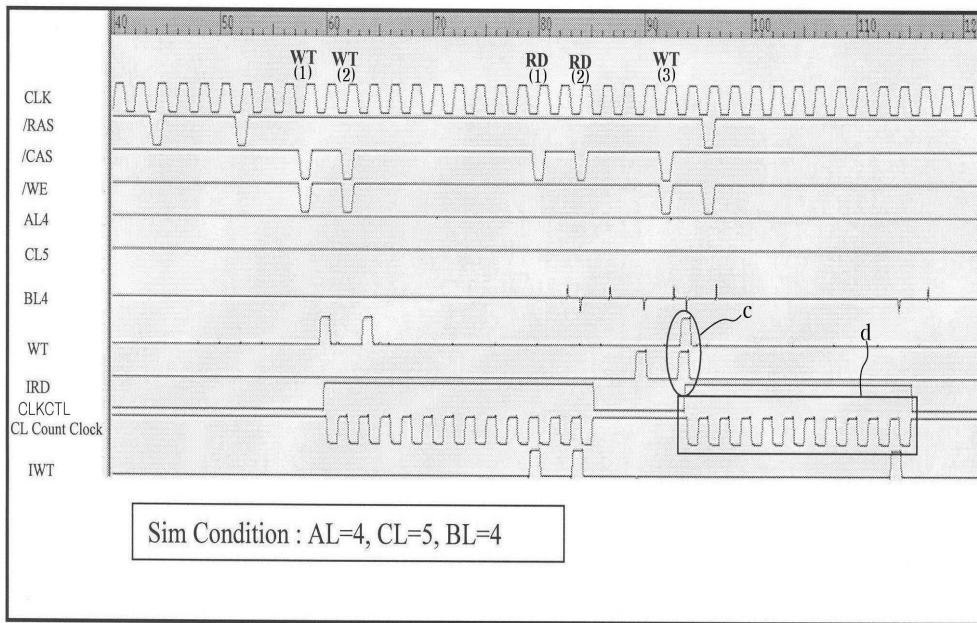 40 50 60 70 80 90 100 110 120
WT WT RD RD WT
(1) (2) (1) (2) (3)
CLK
/RAS
/CAS
/WE
AL4
CL5
BL4
c
WT
d
IRD
CLKCTL
CL Count Clock
IWT
Sim Condition : AL=4, CL=5, BL=4